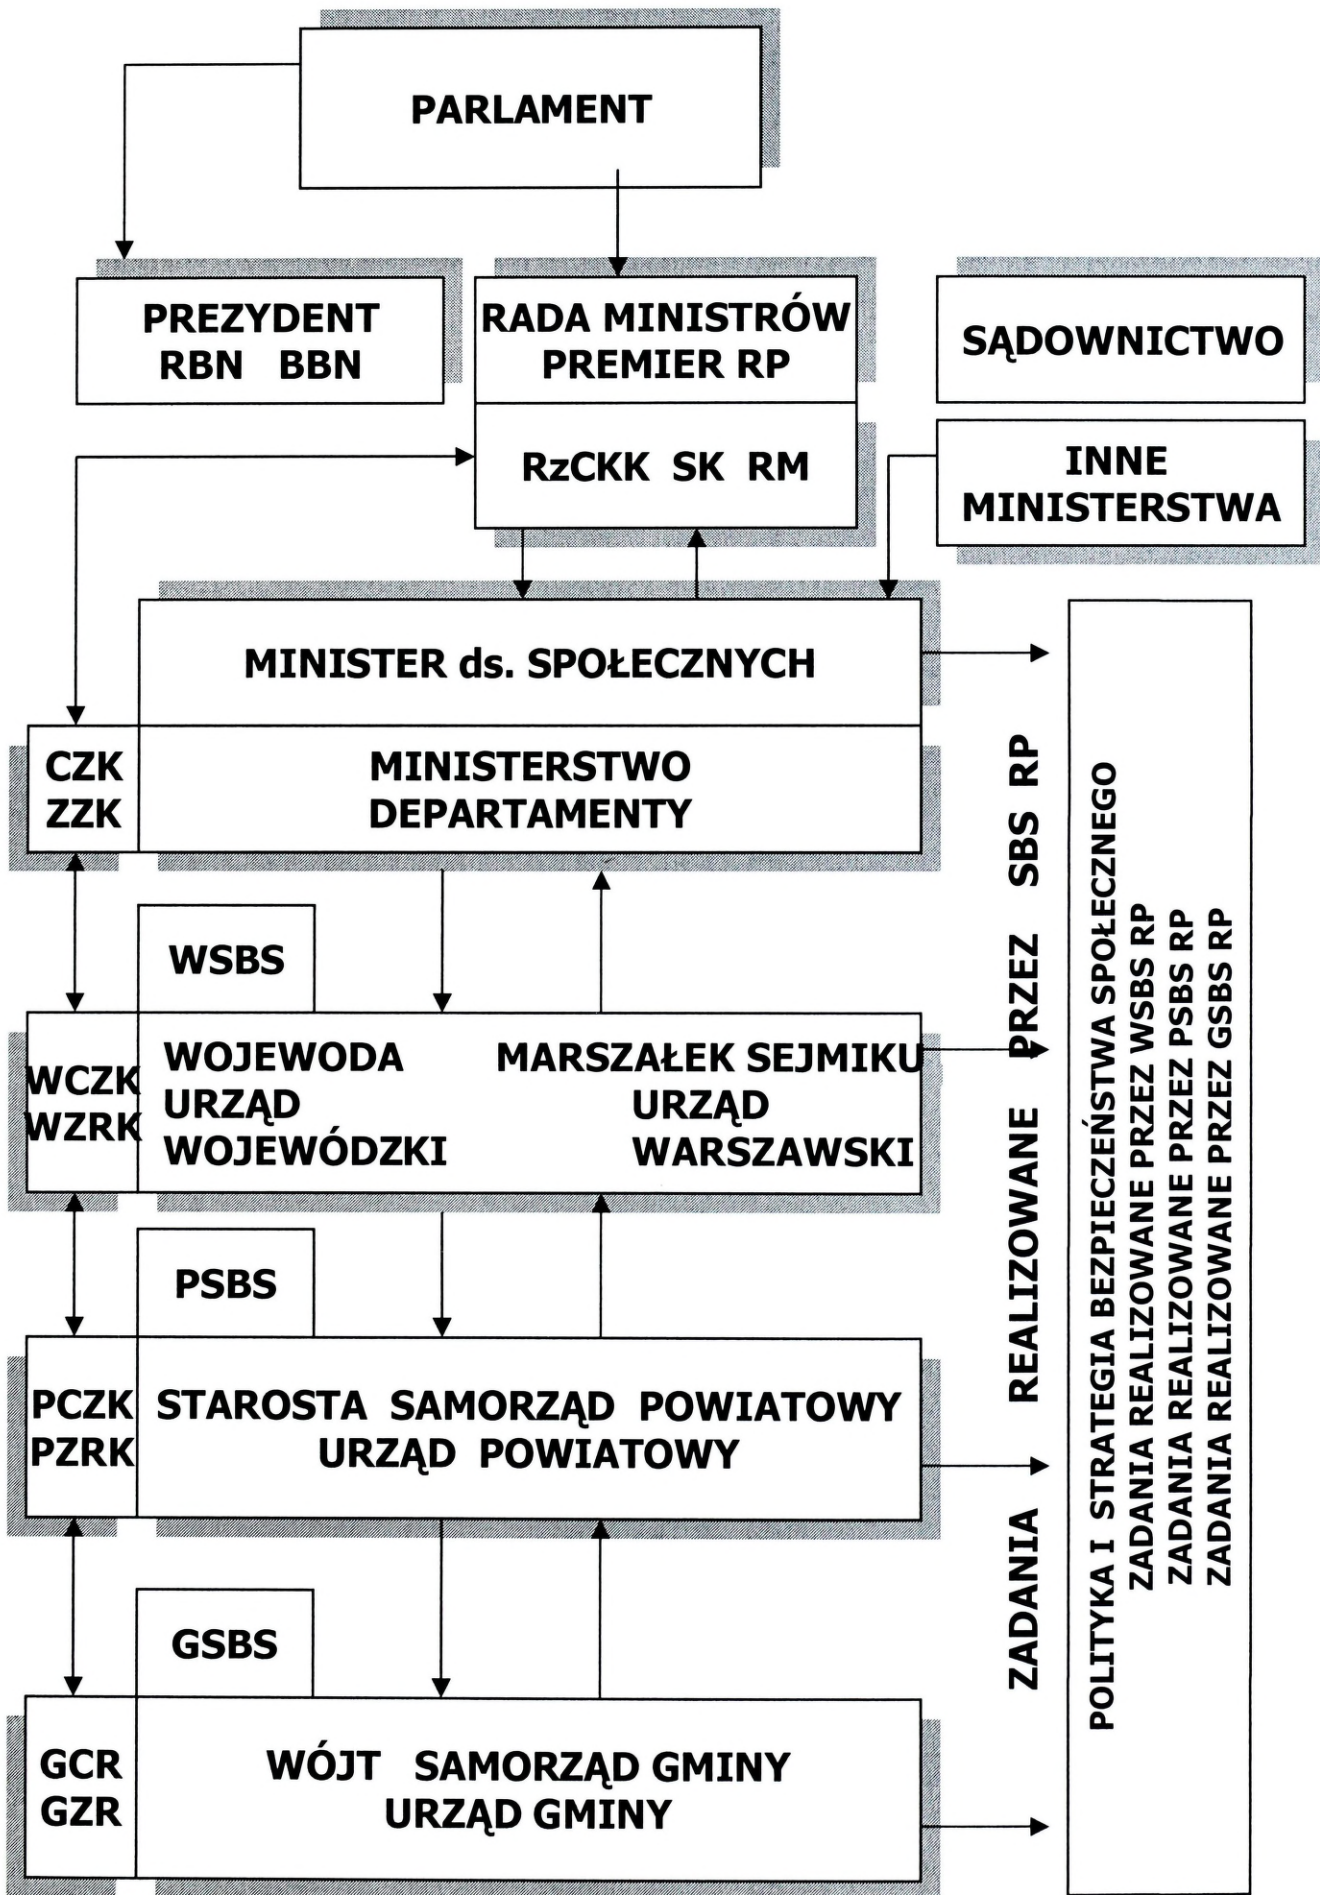 PARLAMENT
PREZYDENT
RBN BBN
RADA MINISTRÓW
PREMIER RP
SĄDOWNICTWO
RzCKK SK RM
INNE
MINISTERSTWA
MINISTER ds. SPOŁECZNYCH
CZK
ZZK
MINISTERSTWO
DEPARTAMENTY
WSBS
WCZK
WZRK
WOJEWODA
URZĄD
WOJEWÓDZKI
MARSZAŁEK SEJMIKU
URZĄD
WARSZAWSKI
PSBS
PCZK
PZRK
STAROSTA SAMORZĄD POWIATOWY
URZĄD POWIATOWY
GSBS
GCR
GZR
WÓJT SAMORZĄD GMINY
URZĄD GMINY
ZADANIA REALIZOWANE PRZEZ SBS RP
POLITYKA I STRATEGIA BEZPIECZEŃSTWA SPOŁECZNEGO
ZADANIA REALIZOWANE PRZEZ WSBS RP
ZADANIA REALIZOWANE PRZEZ PSBS RP
ZADANIA REALIZOWANE PRZEZ GSBS RP